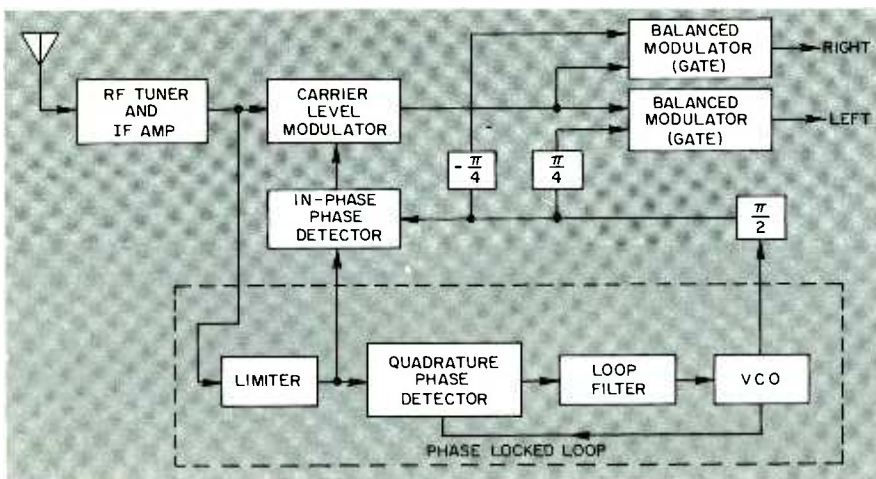 RF TUNER
AND
IF AMP
CARRIER
LEVEL
MODULATOR
BALANCED
MODULATOR
(GATE)
RIGHT
BALANCED
MODULATOR
(GATE)
LEFT
-π/4
π/4
IN-PHASE
PHASE
DETECTOR
π/2
LIMITER
QUADRATURE
PHASE
DETECTOR
LOOP
FILTER
VCO
PHASE LOCKED LOOP